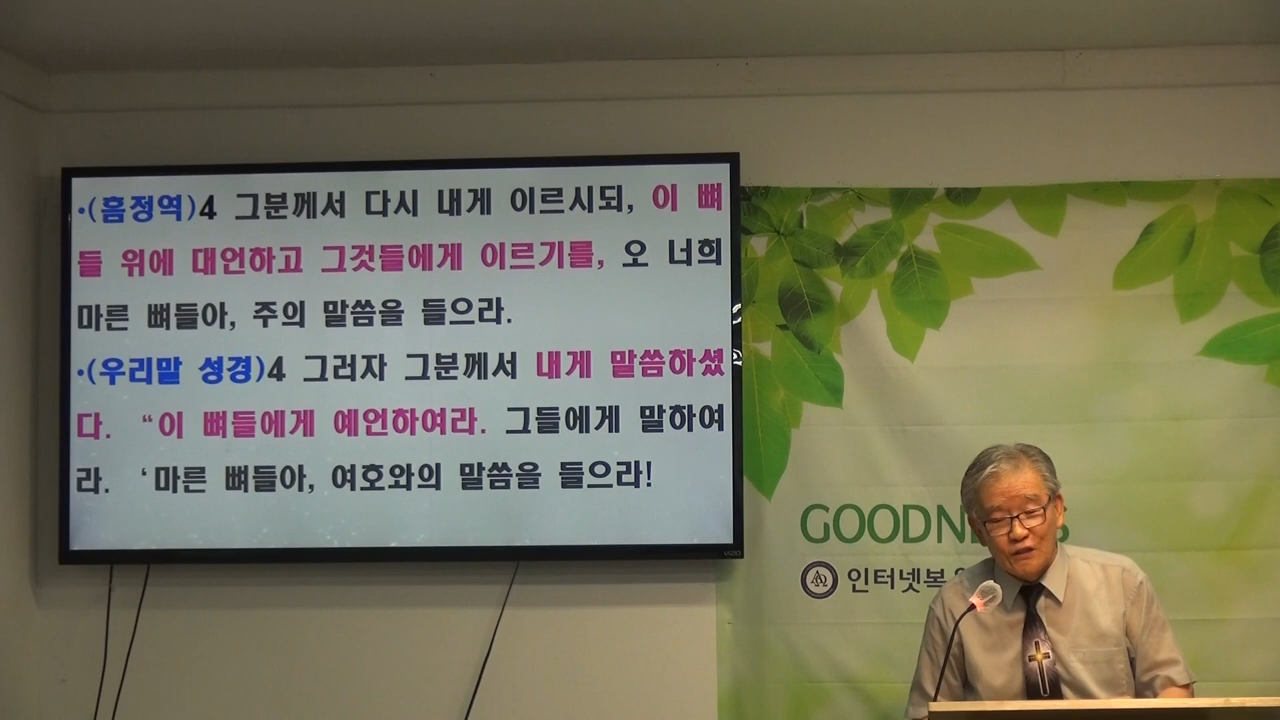 ·(흠정역)4 그분께서 다시 내게 이르시되, 이 뼈
들 위에 대언하고 그것들에게 이르기를, 오 너희
마른 뼈들아, 주의 말씀을 들으라.
·(우리말 성경)4 그러자 그분께서 내게 말씀하셨
다. “이 뼈들에게 예언하여라. 그들에게 말하여
라. ‘마른 뼈들아, 여호와의 말씀을 들으라!
VIZIO
GOODN
ΑΩ 인터넷복